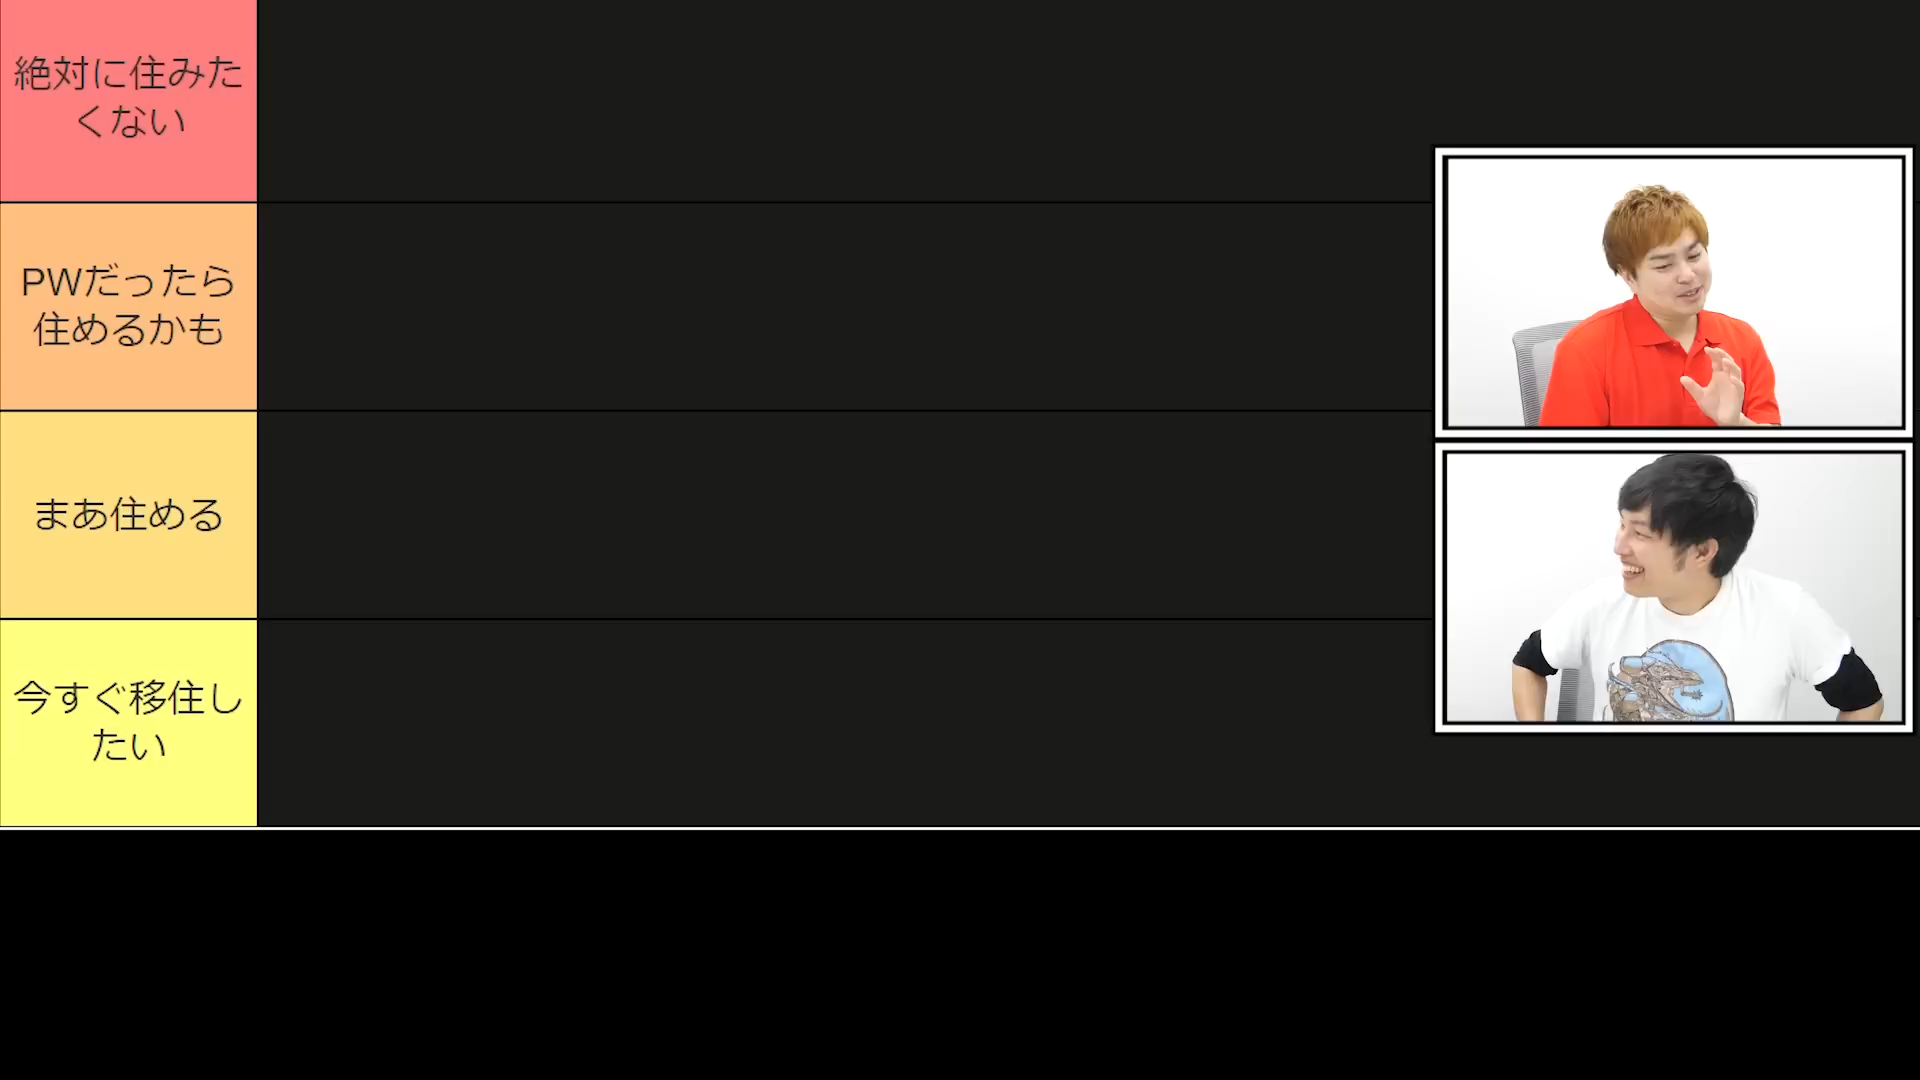 絶対に住みた
くない
PWだったら
住めるかも
まあ住める
今すぐ移住し
たい